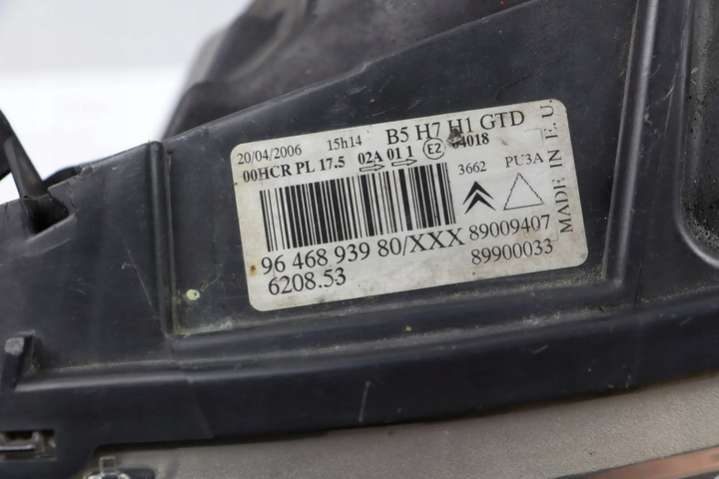 20/04/2006 15h14 B5 H7 H1 GTD
00HCR PL 17.5 02A 01 1 E2 04018
3662 PU3A
MADE IN E.U.
96 468 939 80/XXX 89009407
6208.53 89900033